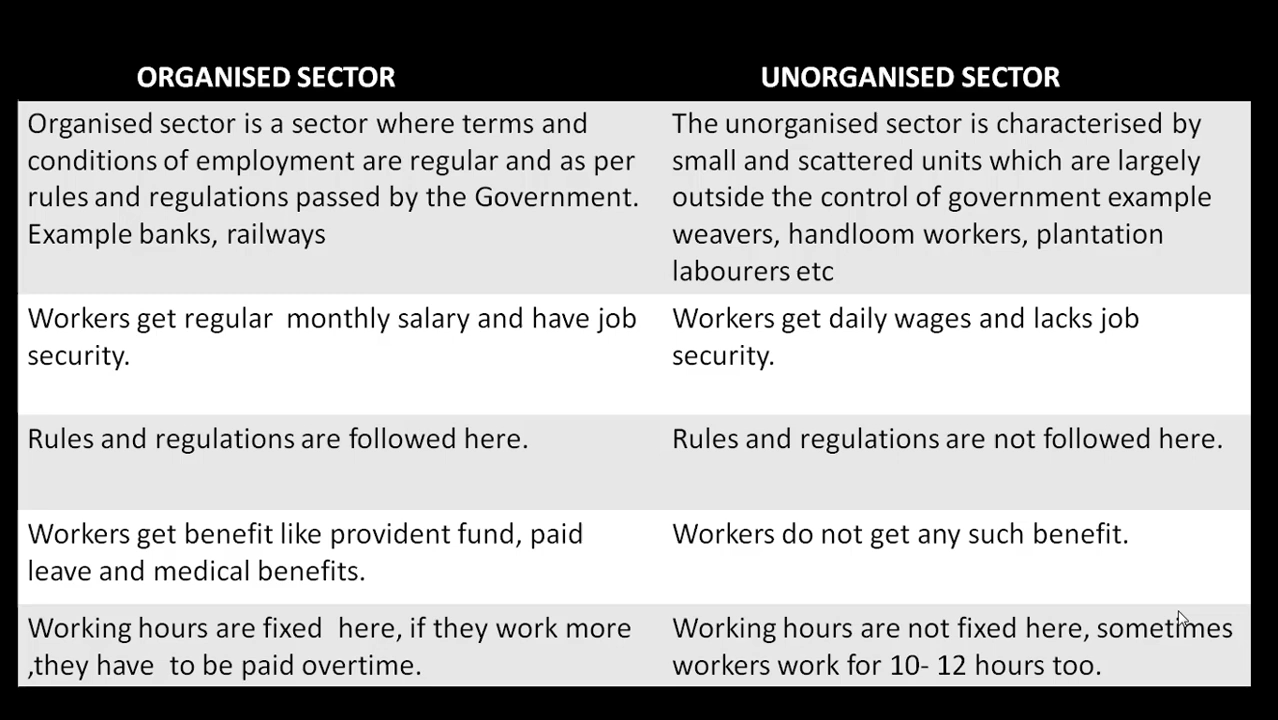 ORGANISED SECTOR
UNORGANISED SECTOR
Organised sector is a sector where terms and
conditions of employment are regular and as per
rules and regulations passed by the Government.
Example banks, railways
The unorganised sector is characterised by
small and scattered units which are largely
outside the control of government example
weavers, handloom workers, plantation
labourers etc
Workers get regular  monthly salary and have job
security.
Workers get daily wages and lacks job
security.
Rules and regulations are followed here.
Rules and regulations are not followed here.
Workers get benefit like provident fund, paid
leave and medical benefits.
Workers do not get any such benefit.
Working hours are fixed  here, if they work more
,they have  to be paid overtime.
Working hours are not fixed here, sometimes
workers work for 10- 12 hours too.